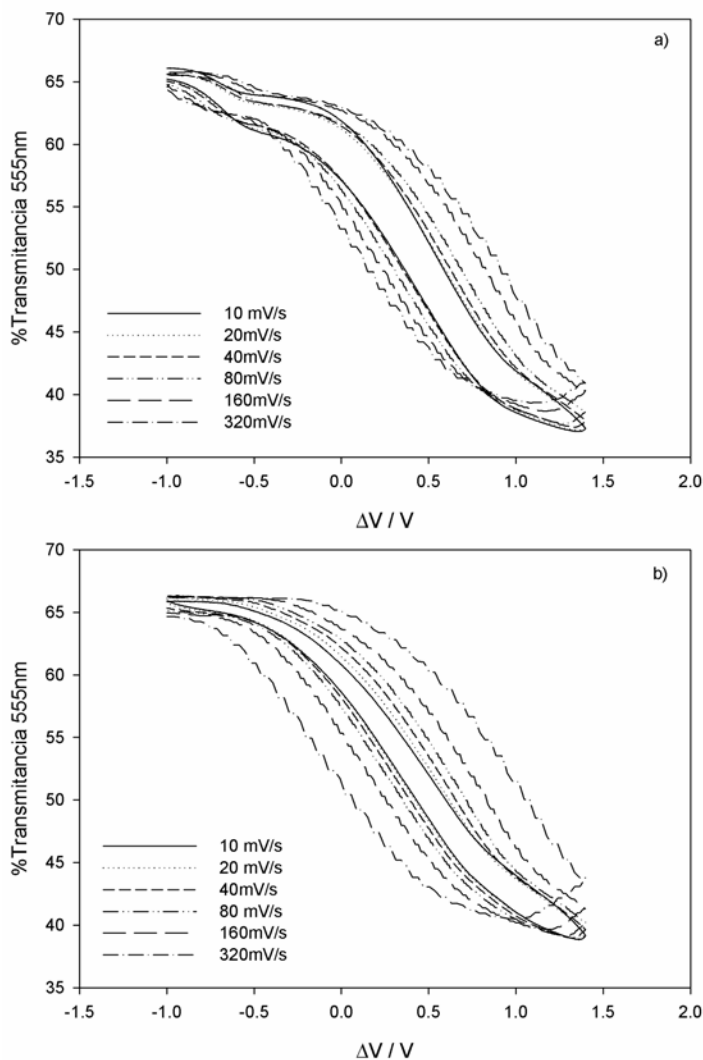 70
a)
65
60
55
50
45
40
35
%Transmitancia 555nm
10 mV/s
20mV/s
40mV/s
80mV/s
160mV/s
320mV/s
-1.5 -1.0 -0.5 0.0 0.5 1.0 1.5 2.0
ΔV / V
70
b)
65
60
55
50
45
40
35
%Transmitancia 555nm
10 mV/s
20 mV/s
40mV/s
80 mV/s
160mV/s
320mV/s
-1.5 -1.0 -0.5 0.0 0.5 1.0 1.5 2.0
ΔV / V